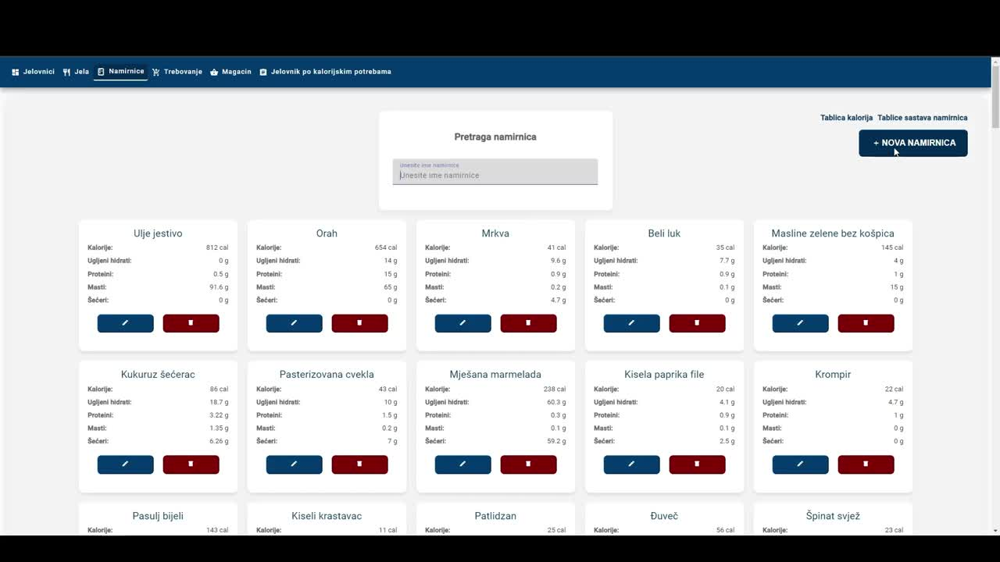 Jelovnici Jela Namirnice Trebovanje Magacin Jelovnik po kalorijskim potrebama
Tablica kalorija Tablice sastava namirnica
+ NOVA NAMIRNICA
Pretraga namirnica
Unesite ime namirnice
Unesite ime namirnice
Ulje jestivo
Kalorije: 812 cal
Ugljeni hidrati: 0 g
Proteini: 0.5 g
Masti: 91.6 g
Šećeri: 0 g
Orah
Kalorije: 654 cal
Ugljeni hidrati: 14 g
Proteini: 15 g
Masti: 65 g
Šećeri: 0 g
Mrkva
Kalorije: 41 cal
Ugljeni hidrati: 9.6 g
Proteini: 0.9 g
Masti: 0.2 g
Šećeri: 4.7 g
Beli luk
Kalorije: 35 cal
Ugljeni hidrati: 7.7 g
Proteini: 0.9 g
Masti: 0.1 g
Šećeri: 0 g
Masline zelene bez košpica
Kalorije: 145 cal
Ugljeni hidrati: 4 g
Proteini: 1 g
Masti: 15 g
Šećeri: 0 g
Kukuruz šećerac
Kalorije: 86 cal
Ugljeni hidrati: 18.7 g
Proteini: 3.22 g
Masti: 1.35 g
Šećeri: 6.26 g
Pasterizovana cvekla
Kalorije: 43 cal
Ugljeni hidrati: 10 g
Proteini: 1.5 g
Masti: 0.2 g
Šećeri: 7 g
Mješana marmelada
Kalorije: 238 cal
Ugljeni hidrati: 60.3 g
Proteini: 0.3 g
Masti: 0.1 g
Šećeri: 59.2 g
Kisela paprika file
Kalorije: 20 cal
Ugljeni hidrati: 4.1 g
Proteini: 0.9 g
Masti: 0.1 g
Šećeri: 2.5 g
Krompir
Kalorije: 22 cal
Ugljeni hidrati: 4.7 g
Proteini: 1 g
Masti: 0 g
Šećeri: 0 g
Pasulj bijeli
Kalorije: 143 cal
Kiseli krastavac
Kalorije: 11 cal
Patlidzan
Kalorije: 25 cal
Đuveč
Kalorije: 56 cal
Špinat svjež
Kalorije: 23 cal